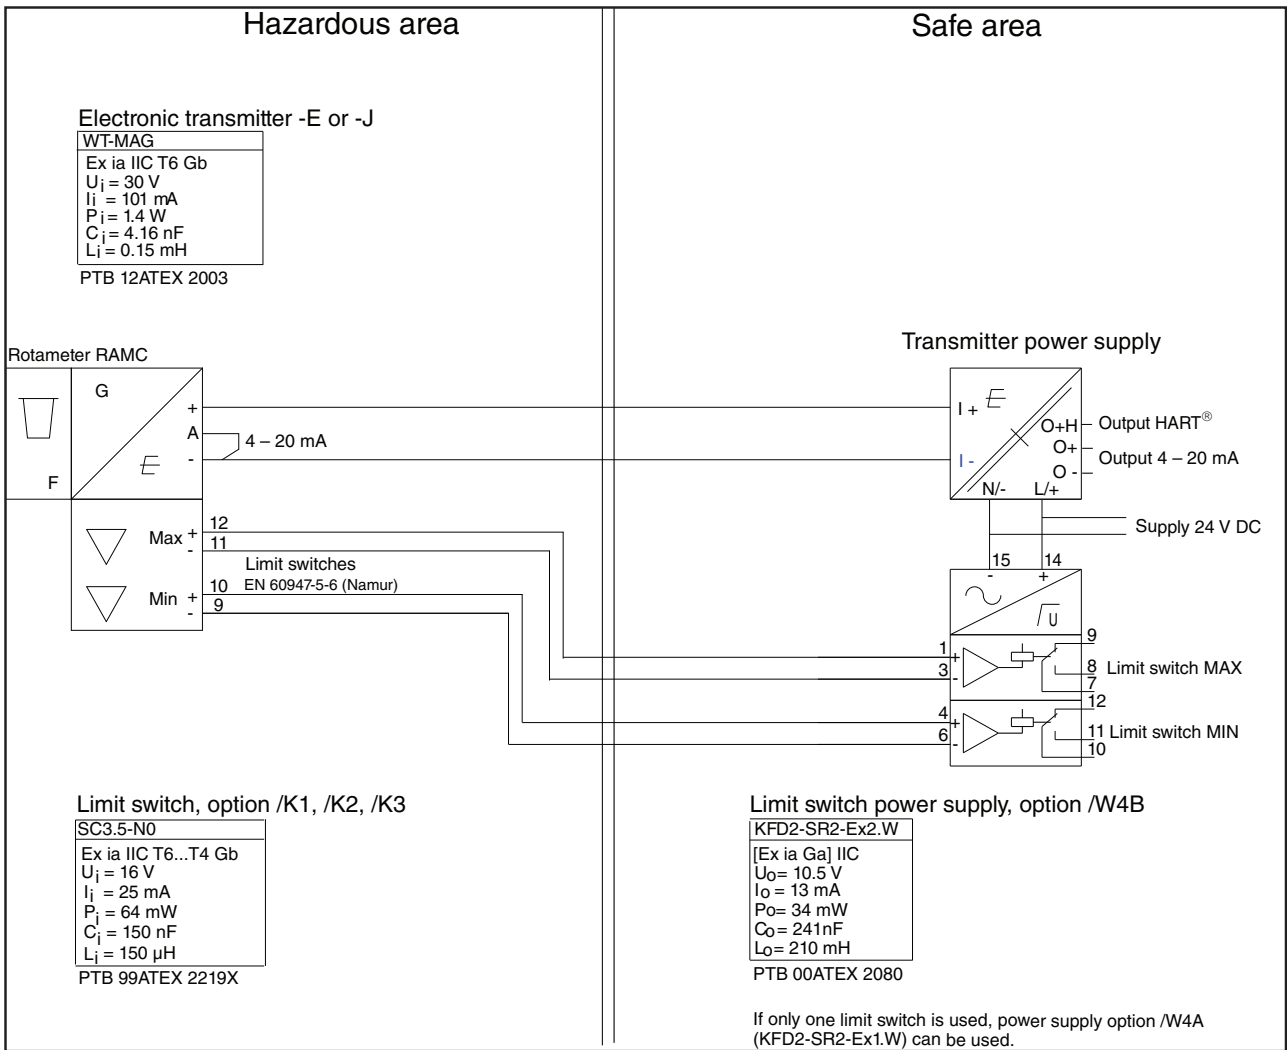 Hazardous area
Safe area
Electronic transmitter -E or -J
WT-MAG
Ex ia IIC T6 Gb
Ui = 30 V
Ii = 101 mA
Pi = 1.4 W
Ci = 4.16 nF
Li = 0.15 mH
PTB 12ATEX 2003
Rotameter RAMC
G
F
E
+
A
-
4 – 20 mA
Transmitter power supply
I +
E
I -
O+H
O+
O -
N/-
L/+
Output HART®
Output 4 – 20 mA
Supply 24 V DC
Max + 12
- 11
Limit switches
EN 60947-5-6 (Namur)
Min + 10
- 9
15
14
-
+
U
1
+
3
-
9
8
7
Limit switch MAX
4
+
6
-
12
11
10
Limit switch MIN
Limit switch, option /K1, /K2, /K3
SC3.5-N0
Ex ia IIC T6...T4 Gb
Ui = 16 V
Ii = 25 mA
Pi = 64 mW
Ci = 150 nF
Li = 150 µH
PTB 99ATEX 2219X
Limit switch power supply, option /W4B
KFD2-SR2-Ex2.W
[Ex ia Ga] IIC
Uo= 10.5 V
Io = 13 mA
Po= 34 mW
Co= 241nF
Lo= 210 mH
PTB 00ATEX 2080
If only one limit switch is used, power supply option /W4A
(KFD2-SR2-Ex1.W) can be used.